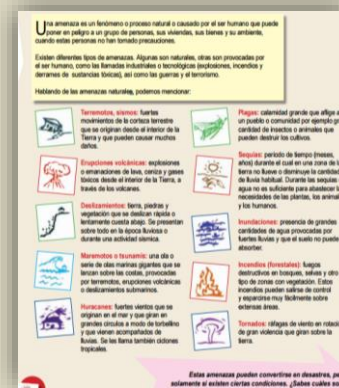 Una amenaza es un fenómeno o proceso natural o causado por el ser humano que puede
poner en peligro a un grupo de personas, sus viviendas, sus bienes y su ambiente,
cuando estas personas no han tomado precauciones.
Existen diferentes tipos de amenazas. Algunas son naturales, otras son provocadas por
el ser humano, como las llamadas industriales o tecnológicas (explosiones, incendios y
derrames de sustancias tóxicas), así como las guerras y el terrorismo.
Hablando de las amenazas naturales, podemos mencionar:
Terremotos, sismos: fuertes
movimientos de la corteza terrestre
que se originan desde el interior de la
Tierra y que pueden causar muchos
daños.
Erupciones volcánicas: explosiones
o emanaciones de lava, ceniza y gases
tóxicos desde el interior de la Tierra, a
través de los volcanes.
Deslizamientos: tierra, piedras y
vegetación que se deslizan rápida o
lentamente cuesta abajo. Se presentan
sobre todo en la época lluviosa o
durante una actividad sísmica.
Maremotos o tsunamis: una ola o
serie de olas marinas gigantes que se
lanzan sobre las costas, provocadas
por terremotos, erupciones volcánicas
o deslizamientos submarinos.
Huracanes: fuertes vientos que se
originan en el mar y que giran en
grandes círculos a modo de torbellino
y que vienen acompañados de
lluvias. Se les llama también ciclones
tropicales.
Plagas: calamidad grande que aflige a
un pueblo o comunidad por ejemplo gran
cantidad de insectos o animales que
pueden destruir los cultivos.
Sequías: período de tiempo (meses,
años) durante el cual en una zona de la
tierra no llueve o disminuye la cantidad
de lluvia habitual. Durante las sequías el
agua no es suficiente para abastecer las
necesidades de las plantas, los animales
y los humanos.
Inundaciones: presencia de grandes
cantidades de agua provocadas por
fuertes lluvias y que el suelo no puede
absorber.
Incendios (forestales): fuegos
destructivos en bosques, selvas y otro
tipo de zonas con vegetación. Estos
incendios pueden salirse de control
y esparcirse muy fácilmente sobre
extensas áreas.
Tornados: ráfagas de viento en rotación
de gran violencia que giran sobre la
tierra.
Estas amenazas pueden convertirse en desastres, pe
solamente si existen ciertas condiciones. ¿Sabes cuáles so